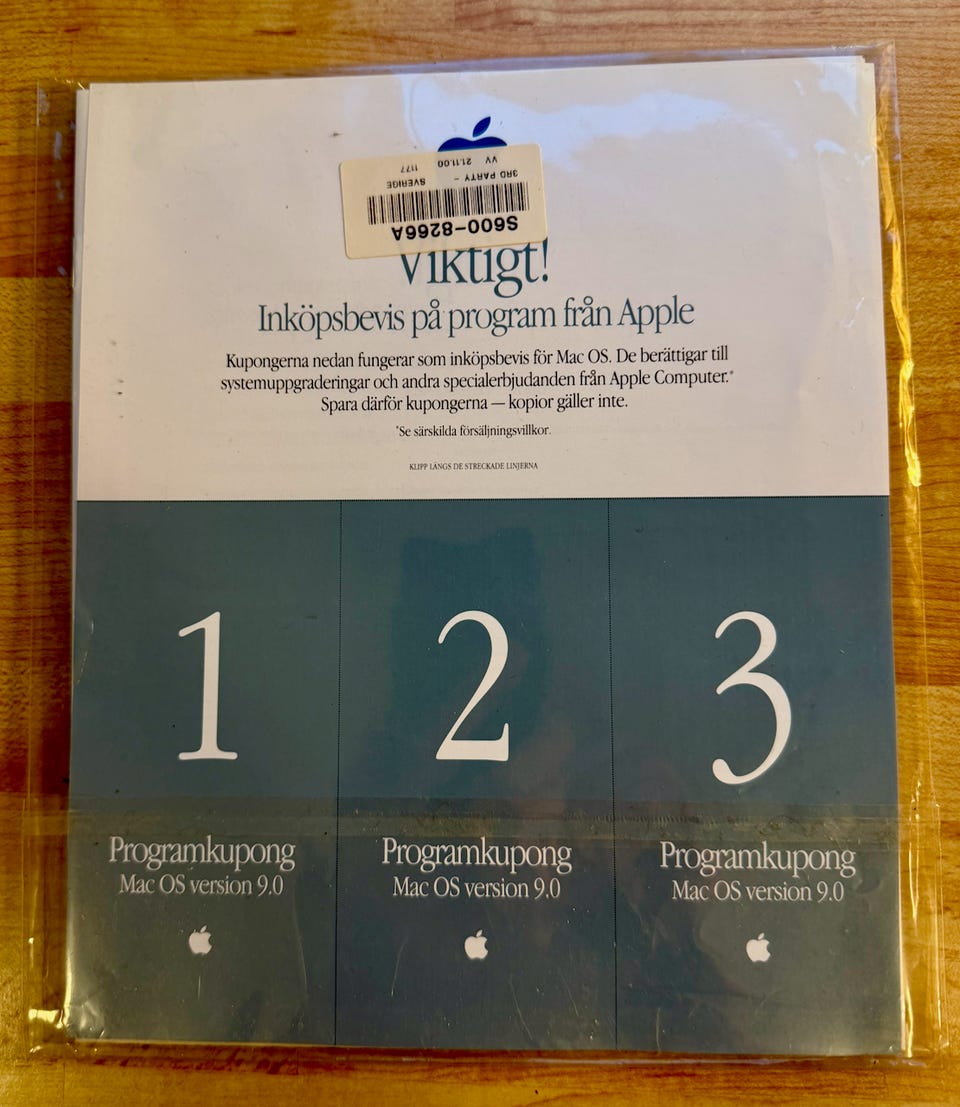 S600-8266A
3RD PARTY - SVERIGE
VV 21.11.00 1177
Viktigt!
Inköpsbevis på program från Apple
Kupongerna nedan fungerar som inköpsbevis för Mac OS. De berättigar till
systemuppgraderingar och andra specialerbjudanden från Apple Computer.*
Spara därför kupongerna — kopior gäller inte.
*Se särskilda försäljningsvillkor.
KLIPP LÄNGS DE STRECKADE LINJERNA
1
Programkupong
Mac OS version 9.0
2
Programkupong
Mac OS version 9.0
3
Programkupong
Mac OS version 9.0